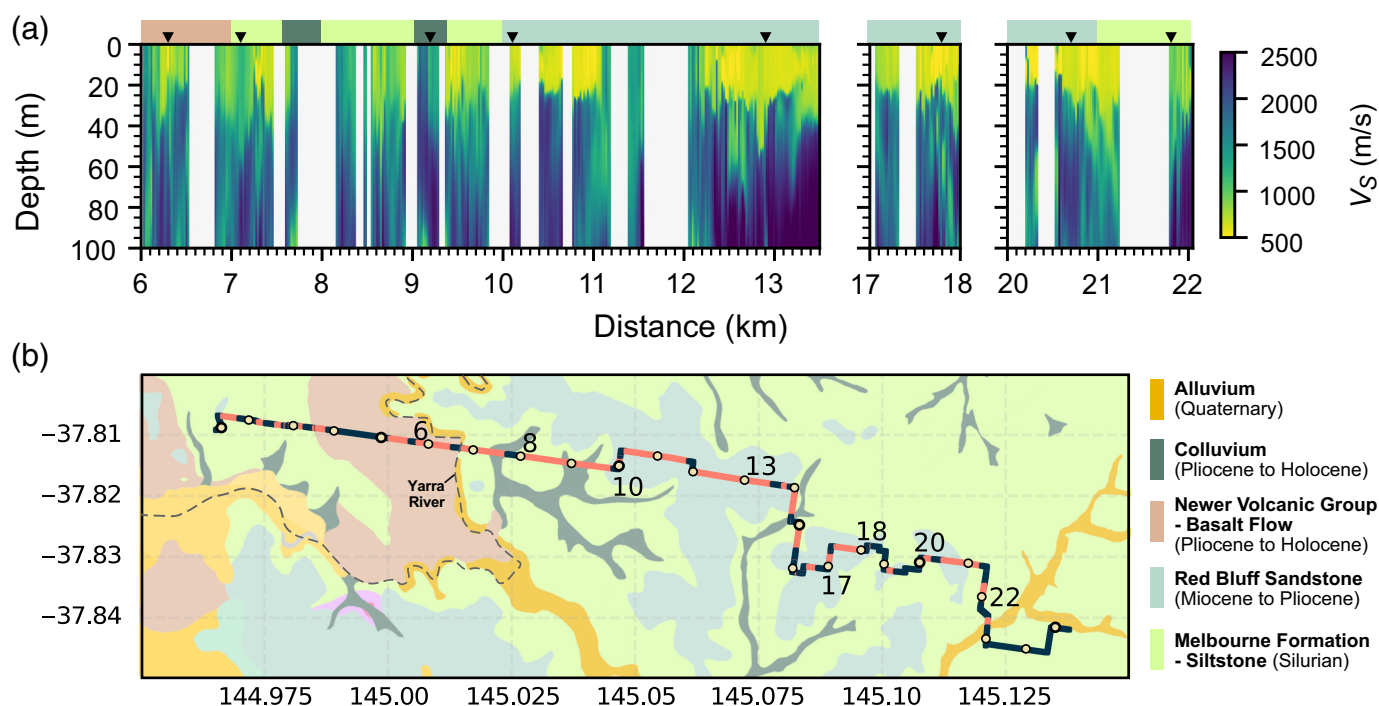 (a)
0
20
40
60
80
100
Depth (m)
6
7
8
9
10
11
12
13
17
18
20
21
22
Distance (km)
2500
2000
1500
1000
500
V_S (m/s)
(b)
−37.81
−37.82
−37.83
−37.84
6
8
10
13
17
18
20
22
Yarra
River
144.975
145.00
145.025
145.05
145.075
145.10
145.125
Alluvium
(Quaternary)
Colluvium
(Pliocene to Holocene)
Newer Volcanic Group
- Basalt Flow
(Pliocene to Holocene)
Red Bluff Sandstone
(Miocene to Pliocene)
Melbourne Formation
- Siltstone (Silurian)